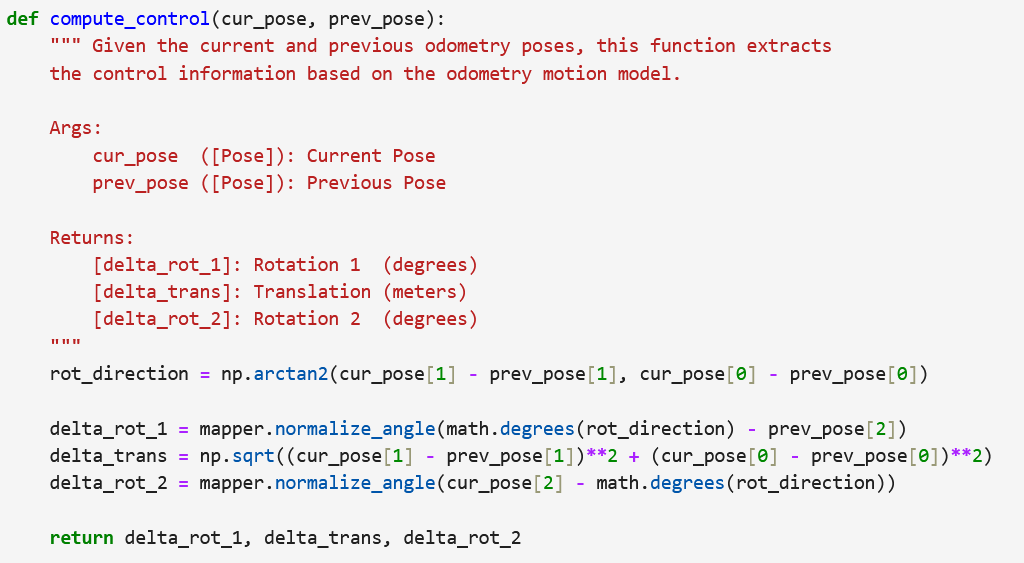 def compute_control(cur_pose, prev_pose):
    """ Given the current and previous odometry poses, this function extracts
    the control information based on the odometry motion model.

    Args:
        cur_pose  ([Pose]): Current Pose
        prev_pose ([Pose]): Previous Pose

    Returns:
        [delta_rot_1]: Rotation 1  (degrees)
        [delta_trans]: Translation (meters)
        [delta_rot_2]: Rotation 2  (degrees)
    """
    rot_direction = np.arctan2(cur_pose[1] - prev_pose[1], cur_pose[0] - prev_pose[0])

    delta_rot_1 = mapper.normalize_angle(math.degrees(rot_direction) - prev_pose[2])
    delta_trans = np.sqrt((cur_pose[1] - prev_pose[1])**2 + (cur_pose[0] - prev_pose[0])**2)
    delta_rot_2 = mapper.normalize_angle(cur_pose[2] - math.degrees(rot_direction))

    return delta_rot_1, delta_trans, delta_rot_2